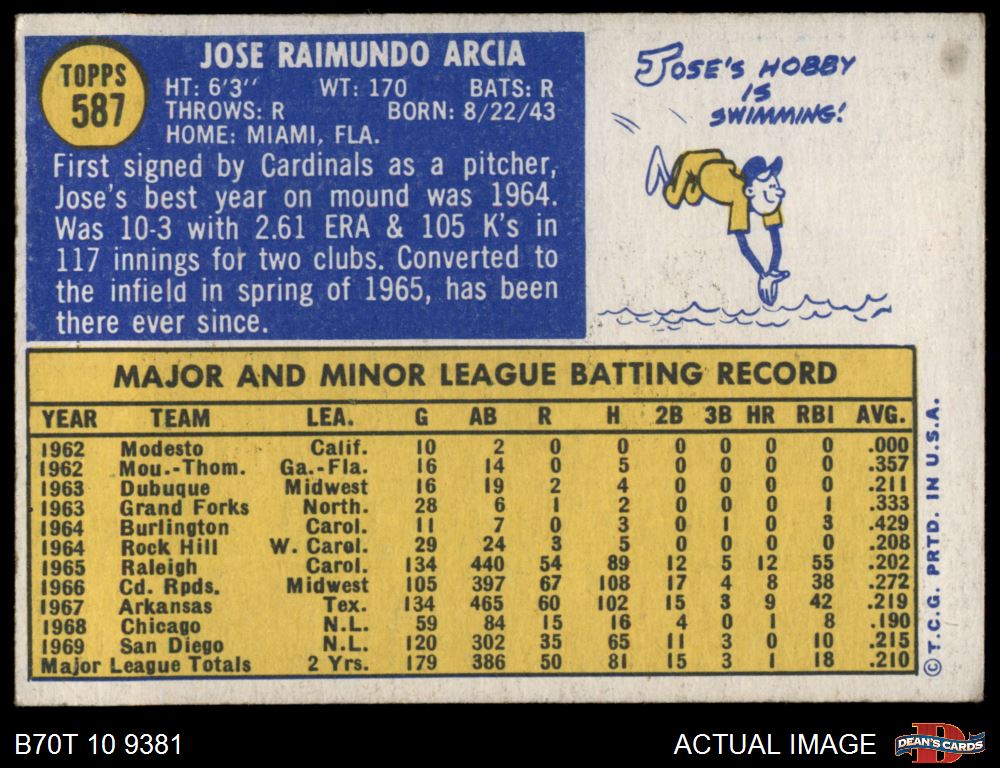 TOPPS
587
JOSE RAIMUNDO ARCIA
HT: 6'3" WT: 170 BATS: R
THROWS: R BORN: 8/22/43
HOME: MIAMI, FLA.
First signed by Cardinals as a pitcher,
Jose's best year on mound was 1964.
Was 10-3 with 2.61 ERA & 105 K's in
117 innings for two clubs. Converted to
the infield in spring of 1965, has been
there ever since.
JOSE'S HOBBY
IS
SWIMMING!
MAJOR AND MINOR LEAGUE BATTING RECORD
YEAR TEAM LEA. G AB R H 2B 3B HR RBI AVG.
1962 Modesto Calif. 10 2 0 0 0 0 0 0 .000
1962 Mou.-Thom. Ga.-Fla. 16 14 0 5 0 0 0 0 .357
1963 Dubuque Midwest 16 19 2 4 0 0 0 0 .211
1963 Grand Forks North. 28 6 1 2 0 0 0 1 .333
1964 Burlington Carol. 11 7 0 3 0 1 0 3 .429
1964 Rock Hill W. Carol. 29 24 3 5 0 0 0 0 .208
1965 Raleigh Carol. 134 440 54 89 12 5 12 55 .202
1966 Cd. Rpds. Midwest 105 397 67 108 17 4 8 38 .272
1967 Arkansas Tex. 134 465 60 102 15 3 9 42 .219
1968 Chicago N.L. 59 84 15 16 4 0 1 8 .190
1969 San Diego N.L. 120 302 35 65 11 3 0 10 .215
Major League Totals 2 Yrs. 179 386 50 81 15 3 1 18 .210
© T.C.G. PRTD. IN U.S.A.
B70T 10 9381
ACTUAL IMAGE
D
DEAN'S CARDS